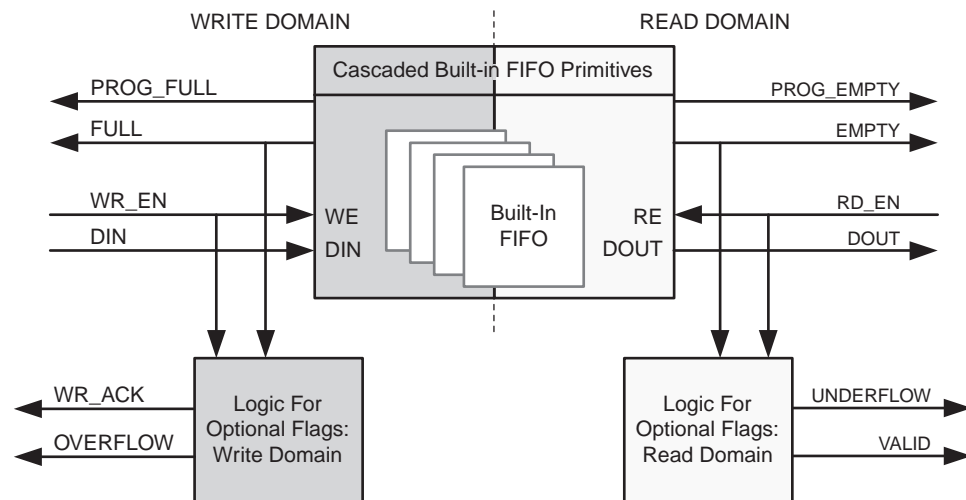 WRITE DOMAIN
READ DOMAIN
Cascaded Built-in FIFO Primitives
PROG_FULL
PROG_EMPTY
FULL
EMPTY
WR_EN
WE
RE
RD_EN
Built-In
FIFO
DIN
DIN
DOUT
DOUT
WR_ACK
OVERFLOW
Logic For
Optional Flags:
Write Domain
Logic For
Optional Flags:
Read Domain
UNDERFLOW
VALID